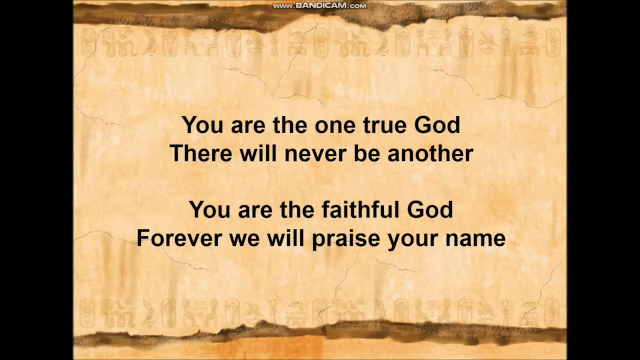 WWW.BANDICAM.COM
You are the one true God
There will never be another
You are the faithful God
Forever we will praise your name